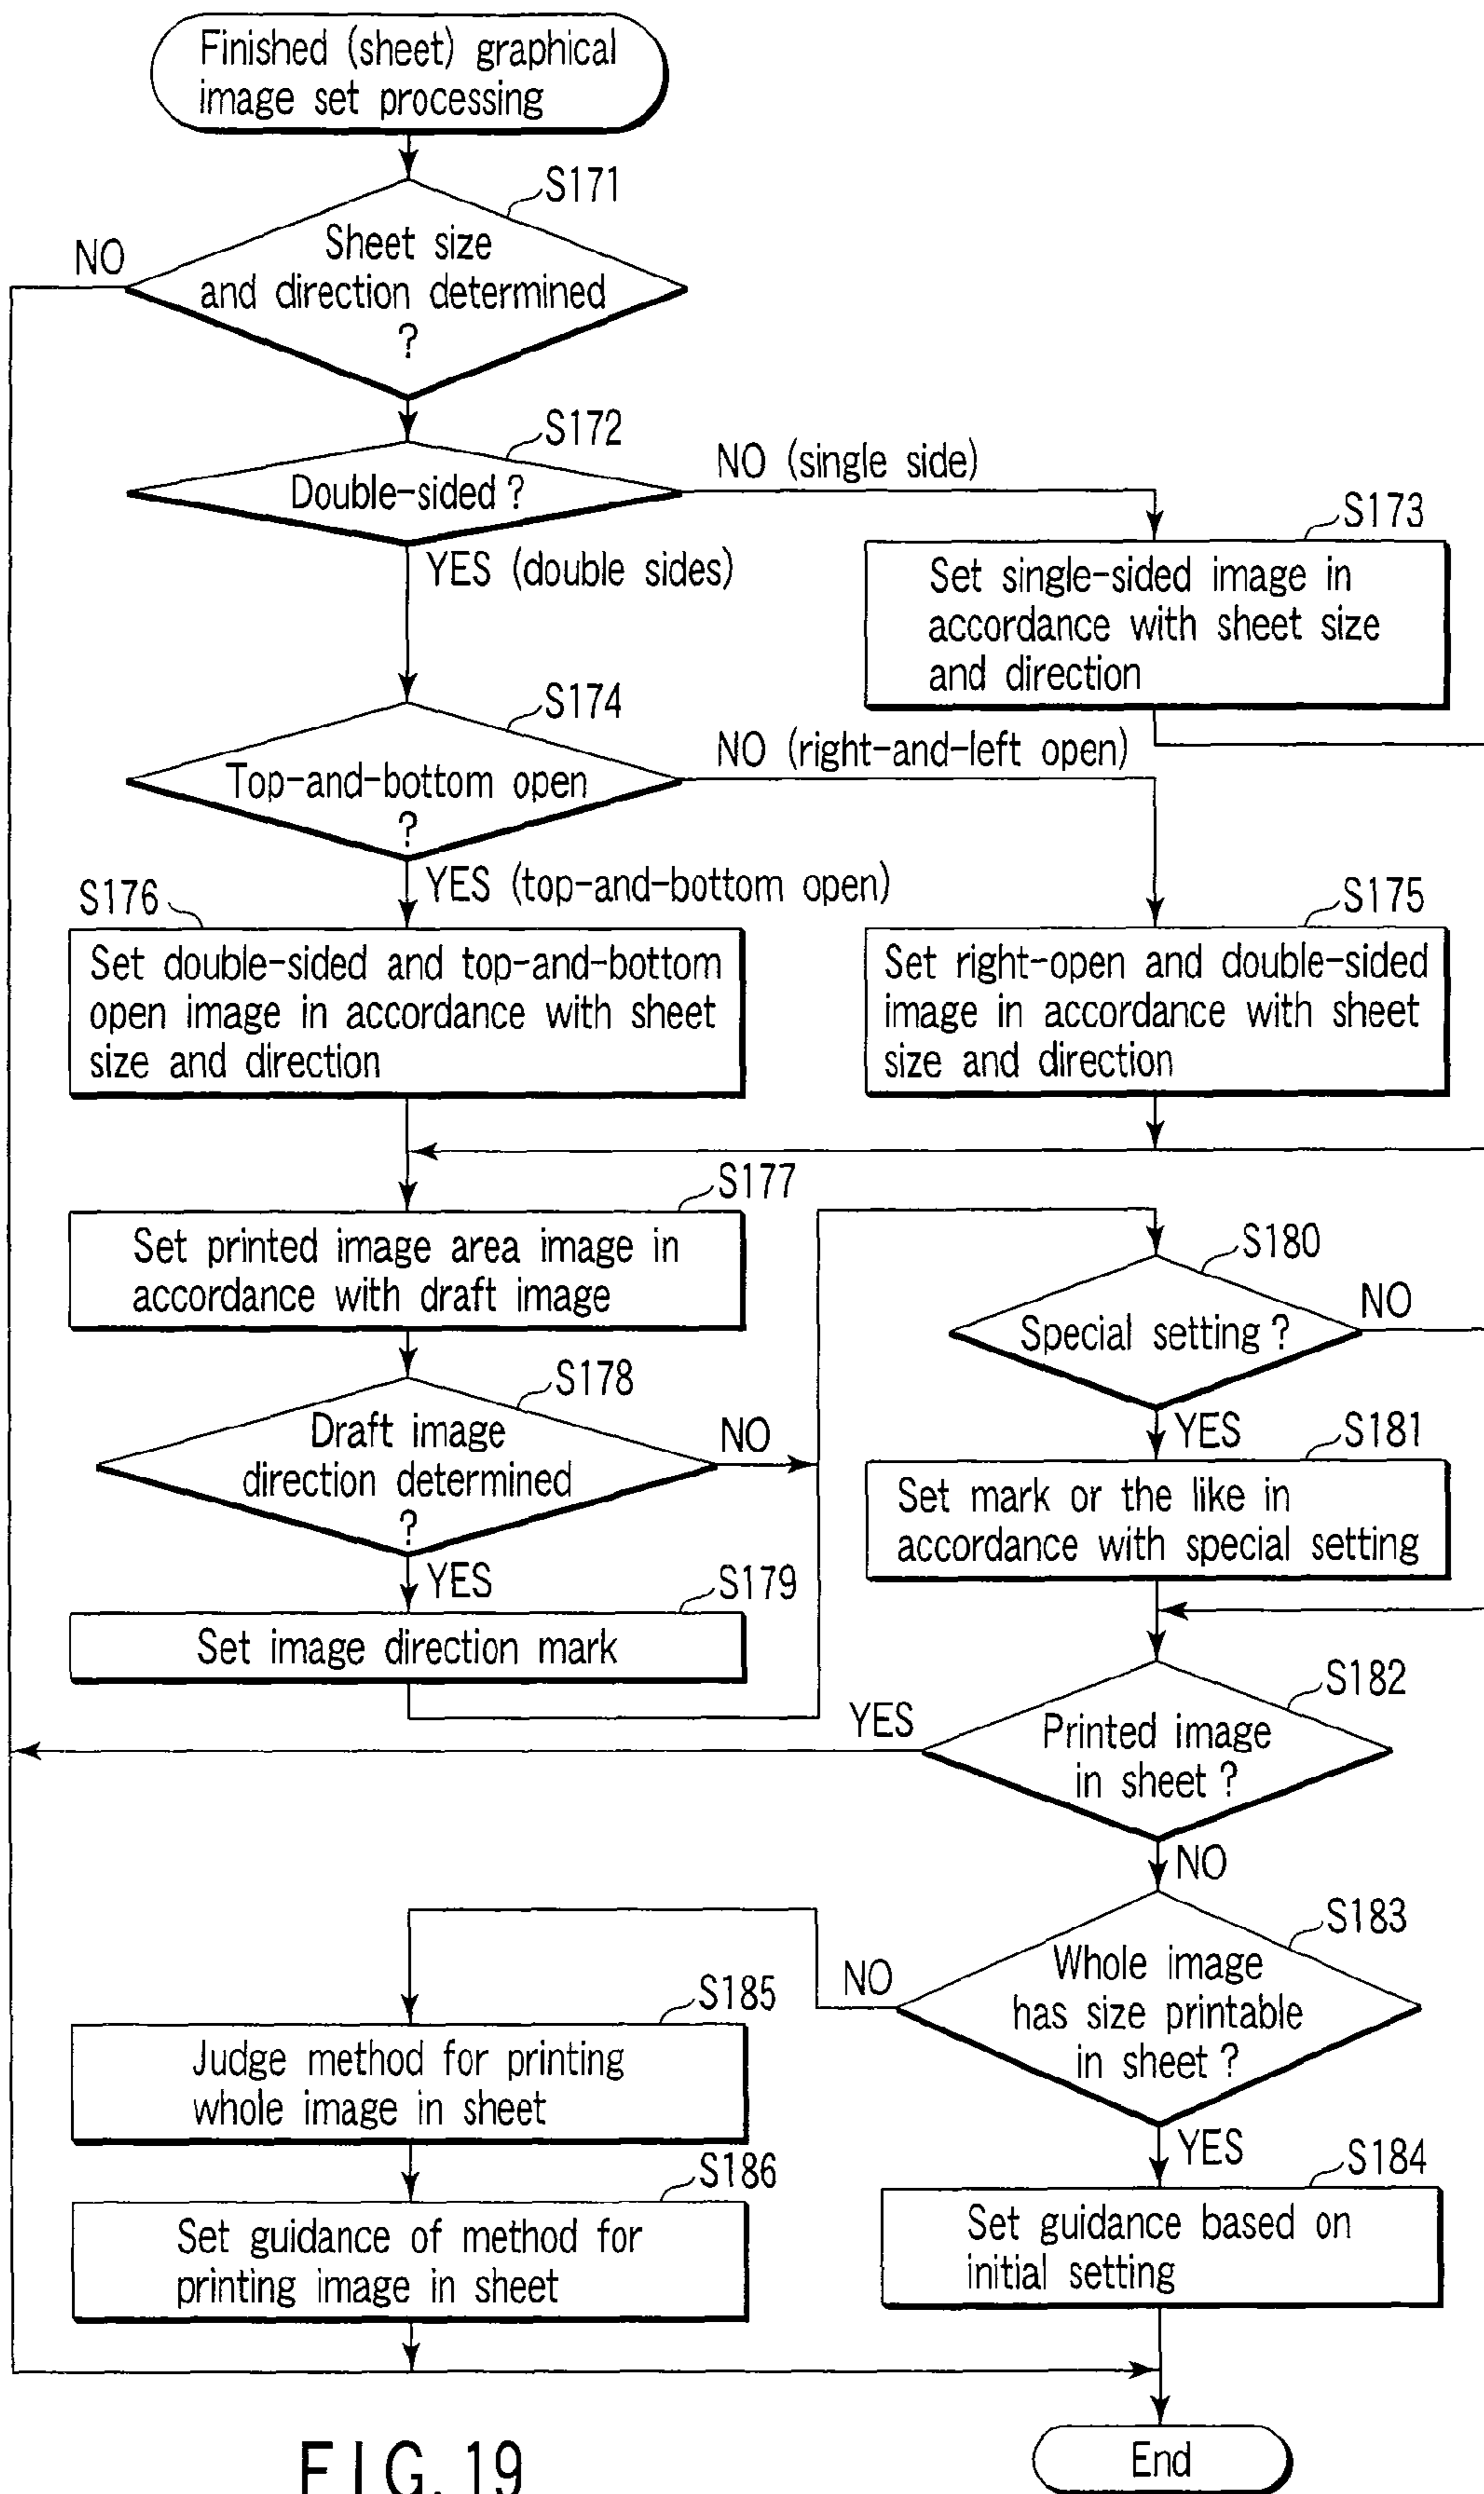 Finished (sheet) graphical
image set processing
S171
NO
Sheet size
and direction determined
?
S172
NO (single side)
Double-sided ?
S173
YES (double sides)
Set single-sided image in
accordance with sheet size
and direction
S174
NO (right-and-left open)
Top-and-bottom open
?
YES (top-and-bottom open)
S176
S175
Set double-sided and top-and-bottom
open image in accordance with sheet
size and direction
Set right-open and double-sided
image in accordance with sheet
size and direction
S177
Set printed image area image in
accordance with draft image
S180
NO
Special setting ?
S178
Draft image
direction determined
?
NO
YES
S181
Set mark or the like in
accordance with special setting
YES
S179
Set image direction mark
S182
YES
Printed image
in sheet ?
NO
S183
Whole image
has size printable
in sheet ?
NO
S185
Judge method for printing
whole image in sheet
YES
S184
S186
Set guidance of method for
printing image in sheet
Set guidance based on
initial setting
End
FIG. 19